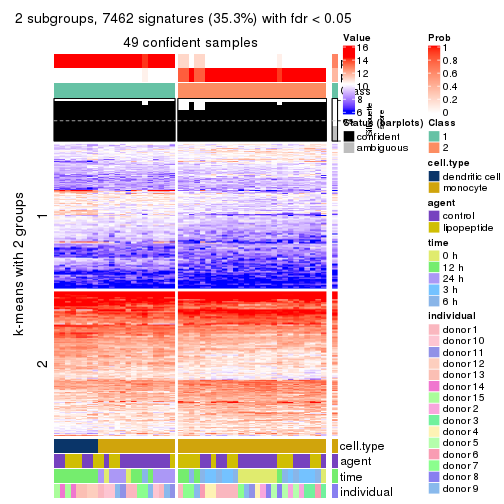 2 subgroups, 7462 signatures (35.3%) with fdr < 0.05
49 confident samples
k-means with 2 groups
1
2
cell.type
agent
time
individual
Value
16
14
12
10
8
6
Status (barplots)
confident
ambiguous
Silhouette
score
Prob
1
0.8
0.6
0.4
0.2
0
Class
1
2
cell.type
dendritic cell
monocyte
agent
control
lipopeptide
time
0 h
12 h
24 h
3 h
6 h
individual
donor 1
donor 10
donor 11
donor 12
donor 13
donor 14
donor 15
donor 2
donor 3
donor 4
donor 5
donor 6
donor 7
donor 8
donor 9